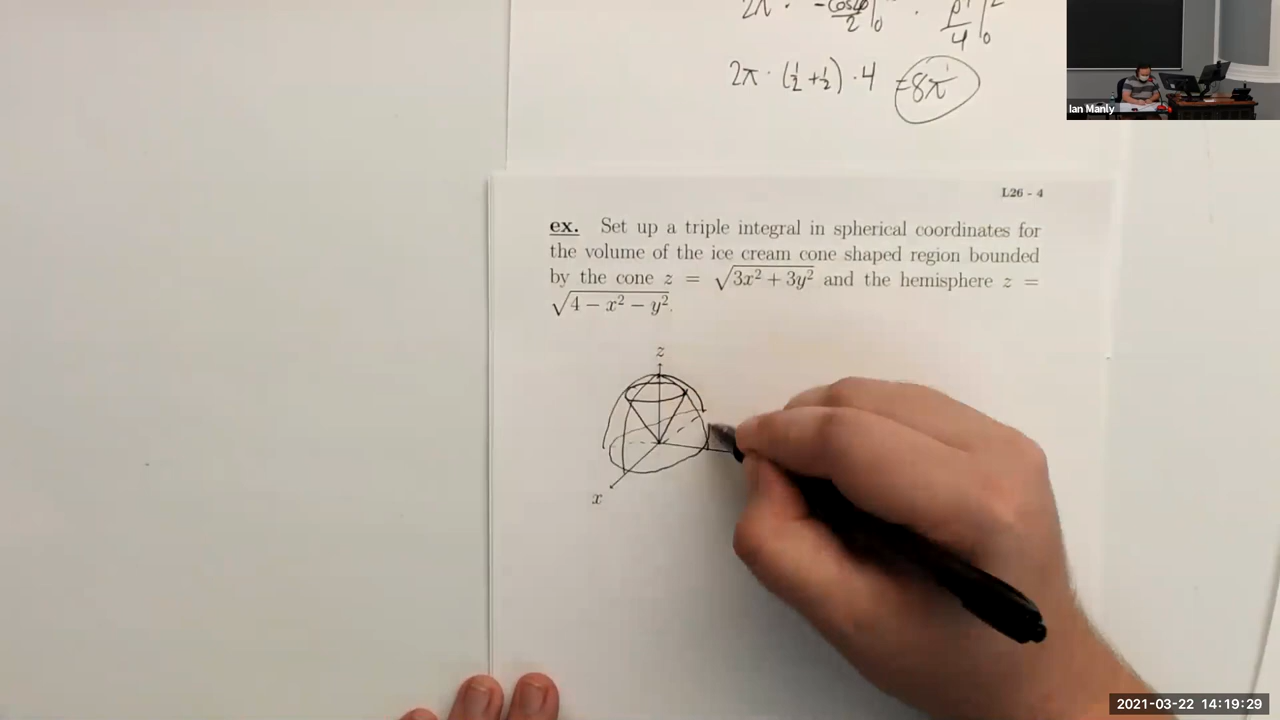 2π · -cosφ/2 |₀ · ρ⁴/4 |₀²
2π · (½ + ½) · 4 = 8π
Ian Manly
L26 - 4
ex. Set up a triple integral in spherical coordinates for
the volume of the ice cream cone shaped region bounded
by the cone z = √(3x² + 3y²) and the hemisphere z =
√(4 − x² − y²).
z
x
2021-03-22 14:19:29